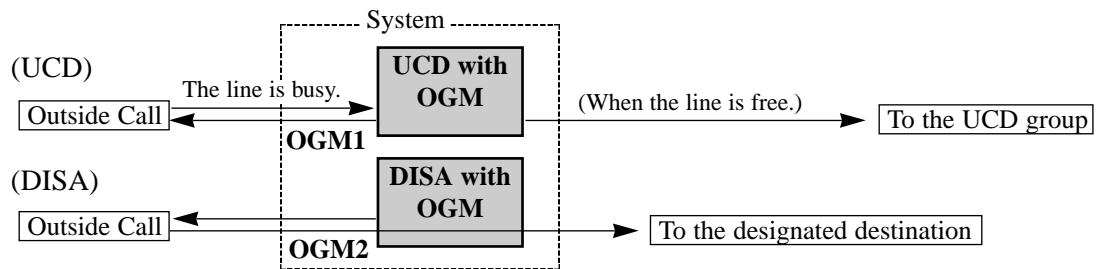 System
(UCD)
The line is busy.
UCD with
OGM
(When the line is free.)
Outside Call
To the UCD group
OGM1
(DISA)
DISA with
OGM
Outside Call
To the designated destination
OGM2